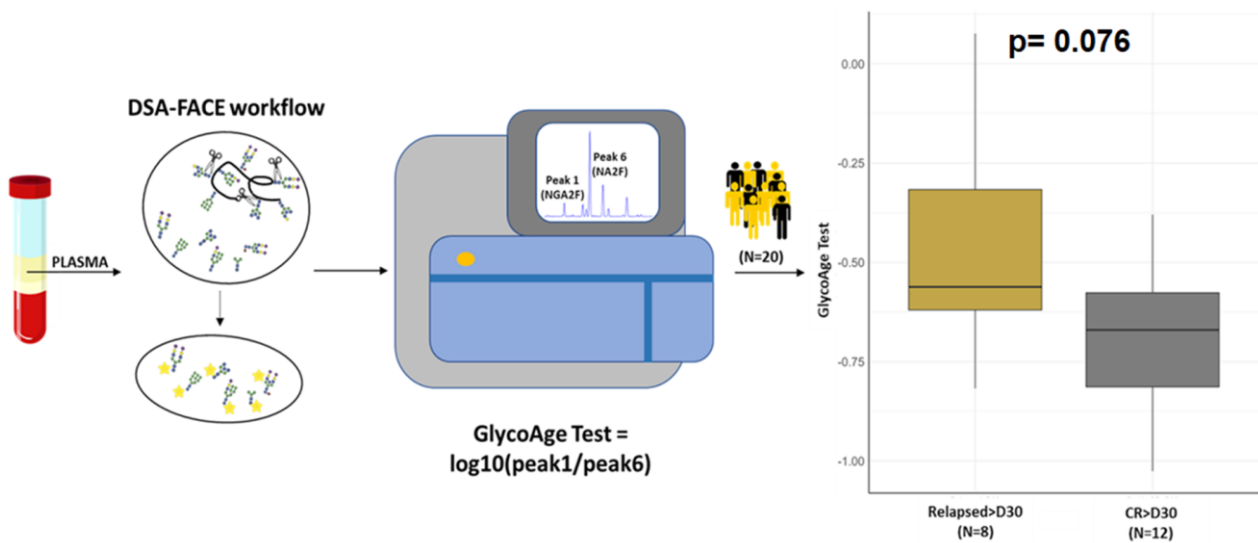 DSA-FACE workflow
PLASMA
Peak 1
(NGA2F)
Peak 6
(NA2F)
GlycoAge Test =
log10(peak1/peak6)
(N=20)
p= 0.076
GlycoAge Test
0.00
-0.25
-0.50
-0.75
-1.00
Relapsed>D30
(N=8)
CR>D30
(N=12)